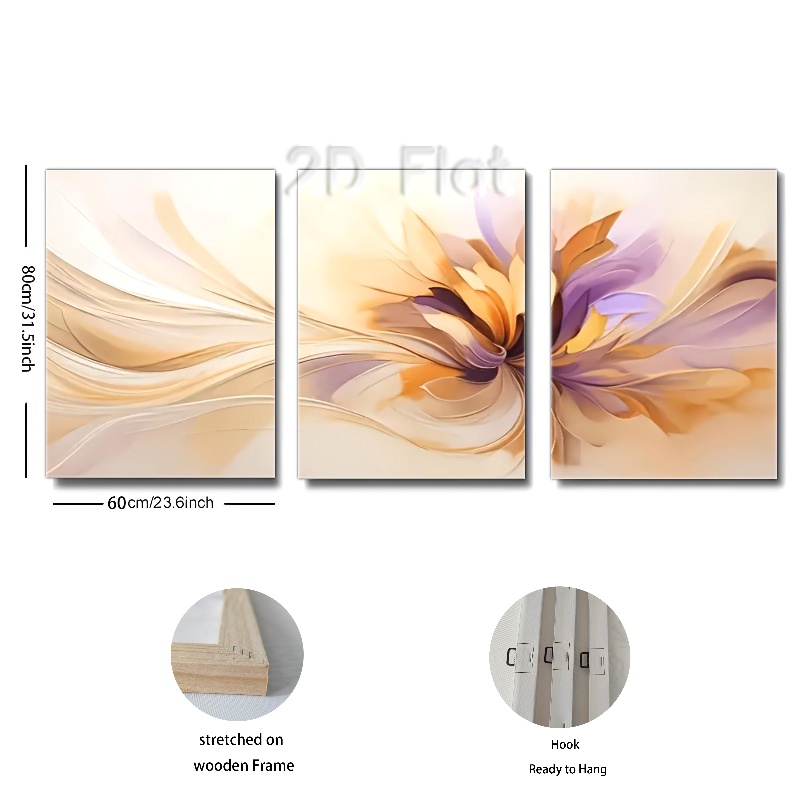 2D Flat
80cm/31.5inch
60cm/23.6inch
stretched on
wooden Frame
Hook
Ready to Hang